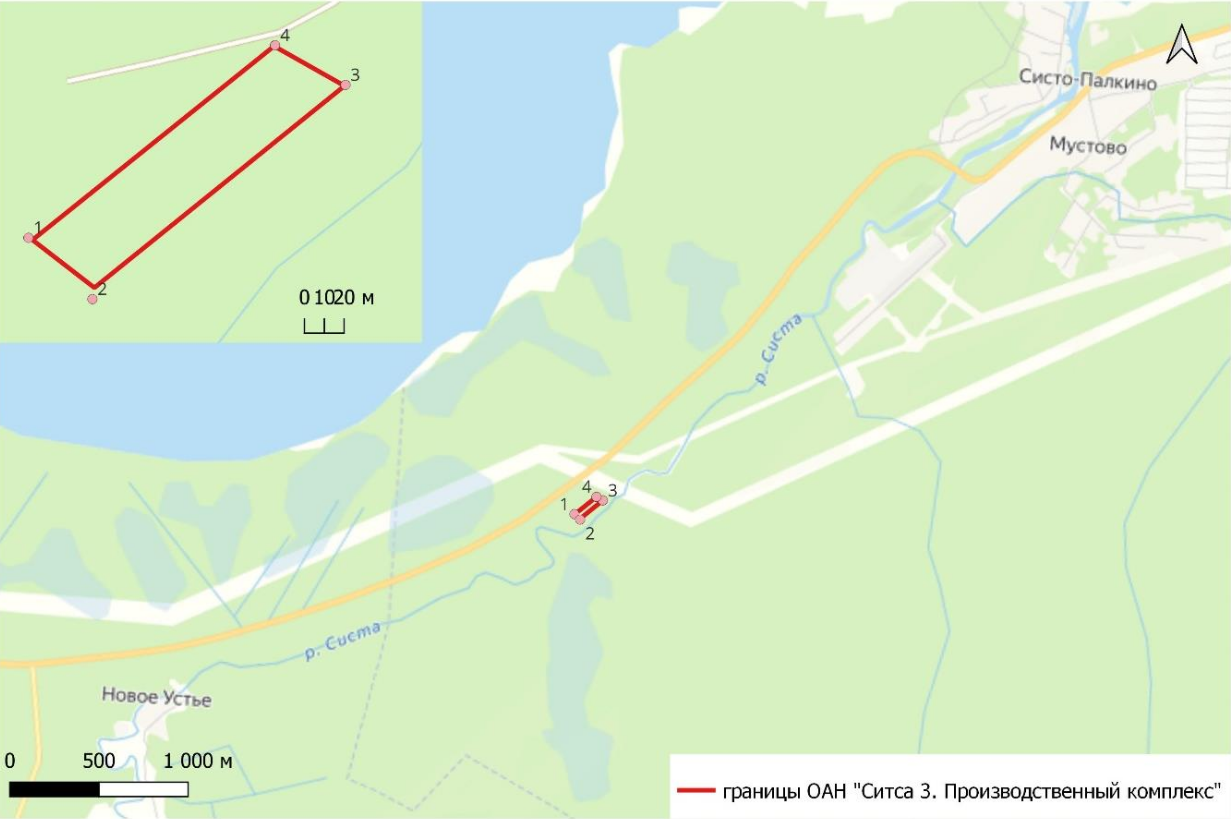 4
3
1
2
0 10 20 м
Систо-Палкино
Мустово
р. Систа
4
3
1
2
р. Систа
Новое Устье
0 500 1 000 м
границы ОАН "Ситса 3. Производственный комплекс"